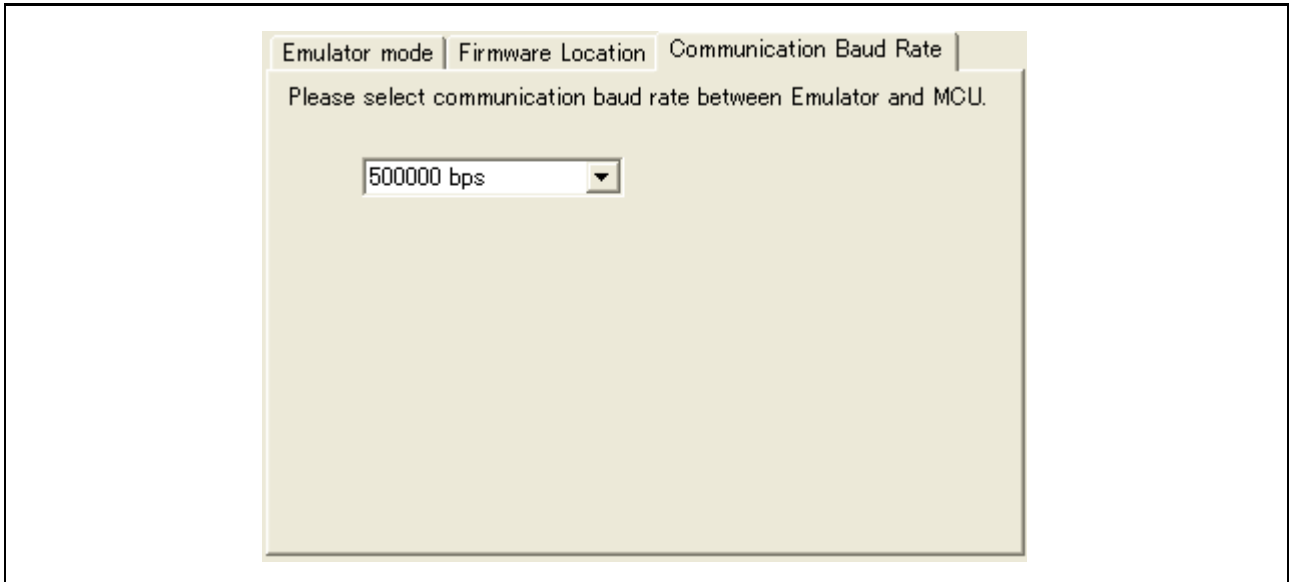 Emulator mode Firmware Location Communication Baud Rate
Please select communication baud rate between Emulator and MCU.
500000 bps